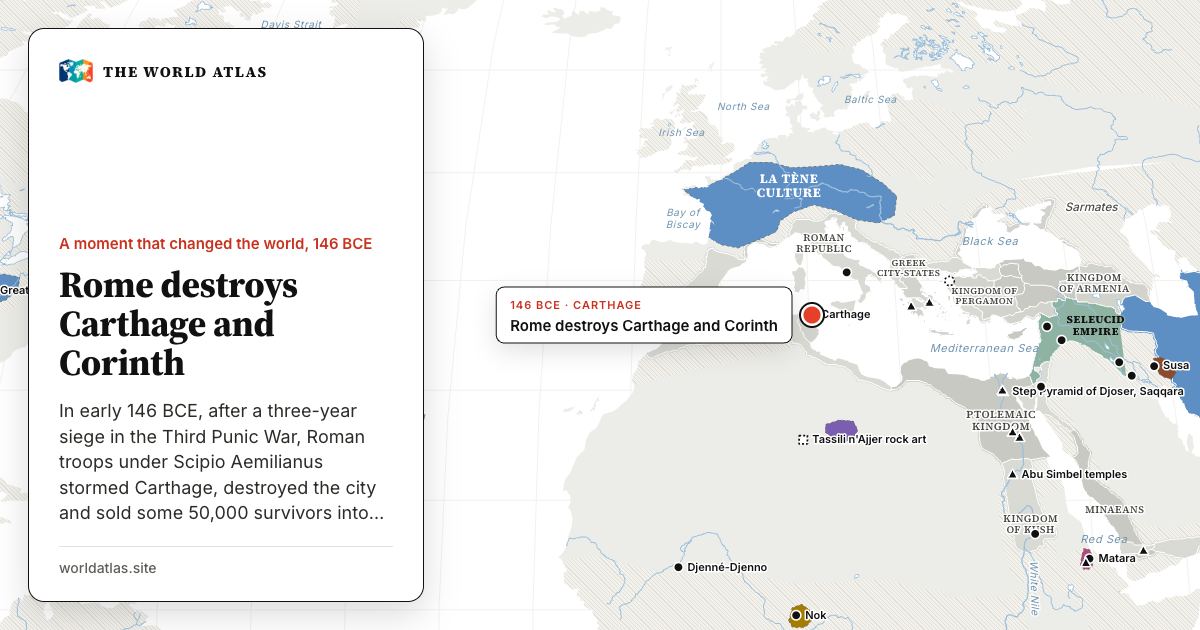 Davis Strait
THE WORLD ATLAS
A moment that changed the world, 146 BCE
Rome destroys
Carthage and
Corinth
In early 146 BCE, after a three-year
siege in the Third Punic War, Roman
troops under Scipio Aemilianus
stormed Carthage, destroyed the city
and sold some 50,000 survivors into...
worldatlas.site
Great
North Sea
Baltic Sea
Irish Sea
LA TÈNE
CULTURE
Bay of
Biscay
Sarmates
ROMAN
REPUBLIC
Black Sea
GREEK
CITY-STATES
KINGDOM OF
PERGAMON
KINGDOM
OF ARMENIA
146 BCE · CARTHAGE
Rome destroys Carthage and Corinth
Carthage
SELEUCID
EMPIRE
Mediterranean Sea
Susa
Step Pyramid of Djoser, Saqqara
PTOLEMAIC
KINGDOM
Tassili n'Ajjer rock art
Abu Simbel temples
MINAEANS
KINGDOM
OF KUSH
Red Sea
Matara
Djenné-Djenno
White Nile
Nok